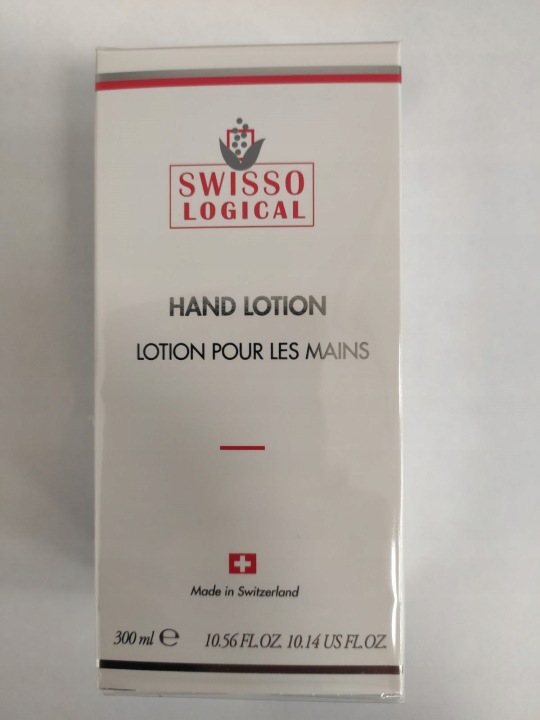 SWISSO
LOGICAL
HAND LOTION
LOTION POUR LES MAINS
Made in Switzerland
300 ml ℮ 10.56 FL.OZ. 10.14 US FL.OZ.